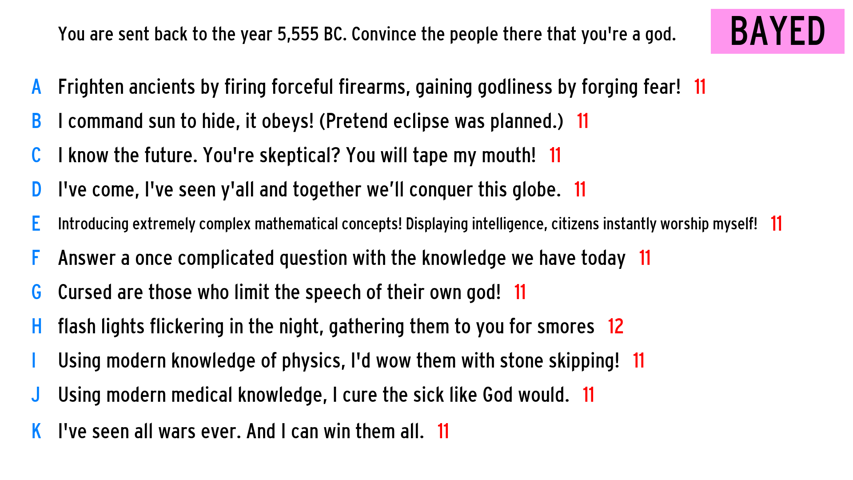 You are sent back to the year 5,555 BC. Convince the people there that you're a god.
BAYED
A Frighten ancients by firing forceful firearms, gaining godliness by forging fear! 11
B I command sun to hide, it obeys! (Pretend eclipse was planned.) 11
C I know the future. You're skeptical? You will tape my mouth! 11
D I've come, I've seen y'all and together we’ll conquer this globe. 11
E Introducing extremely complex mathematical concepts! Displaying intelligence, citizens instantly worship myself! 11
F Answer a once complicated question with the knowledge we have today 11
G Cursed are those who limit the speech of their own god! 11
H flash lights flickering in the night, gathering them to you for smores 12
I Using modern knowledge of physics, I'd wow them with stone skipping! 11
J Using modern medical knowledge, I cure the sick like God would. 11
K I've seen all wars ever. And I can win them all. 11